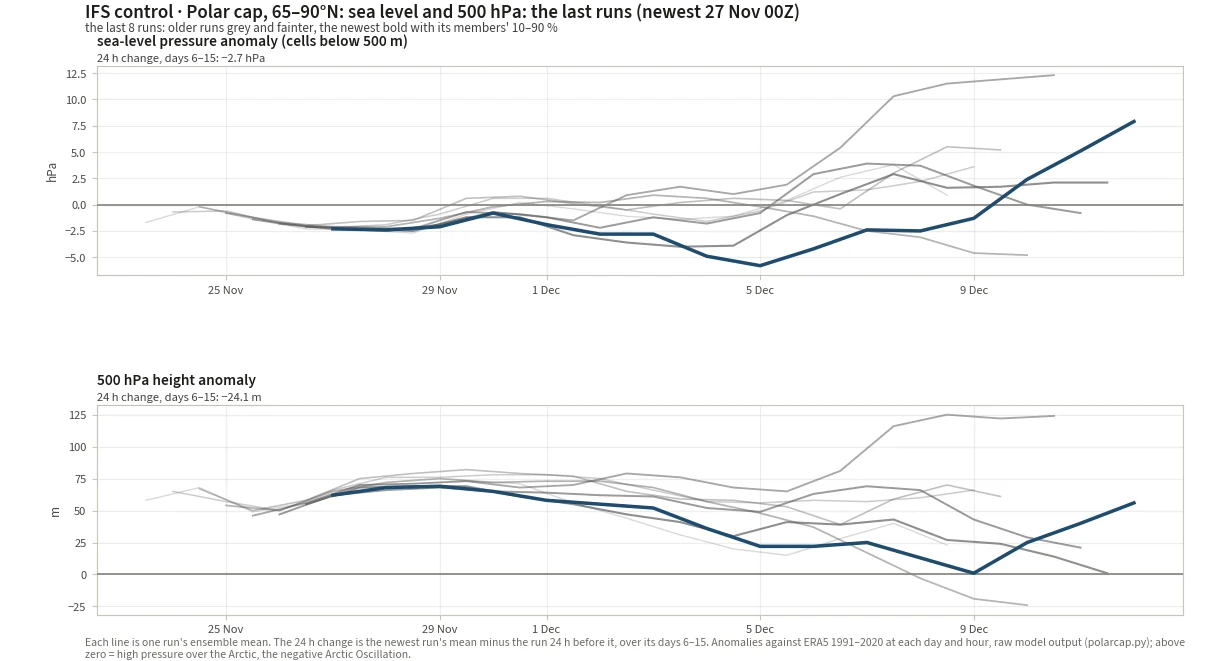 IFS control · Polar cap, 65–90°N: sea level and 500 hPa: the last runs (newest 27 Nov 00Z)
the last 8 runs: older runs grey and fainter, the newest bold with its members' 10–90 %
sea-level pressure anomaly (cells below 500 m)
24 h change, days 6–15: −2.7 hPa
12.5
10.0
7.5
5.0
2.5
0.0
−2.5
−5.0
hPa
25 Nov 29 Nov 1 Dec 5 Dec 9 Dec
500 hPa height anomaly
24 h change, days 6–15: −24.1 m
125
100
75
50
25
0
−25
m
25 Nov 29 Nov 1 Dec 5 Dec 9 Dec
Each line is one run's ensemble mean. The 24 h change is the newest run's mean minus the run 24 h before it, over its days 6–15. Anomalies against ERA5 1991–2020 at each day and hour, raw model output (polarcap.py); above
zero = high pressure over the Arctic, the negative Arctic Oscillation.